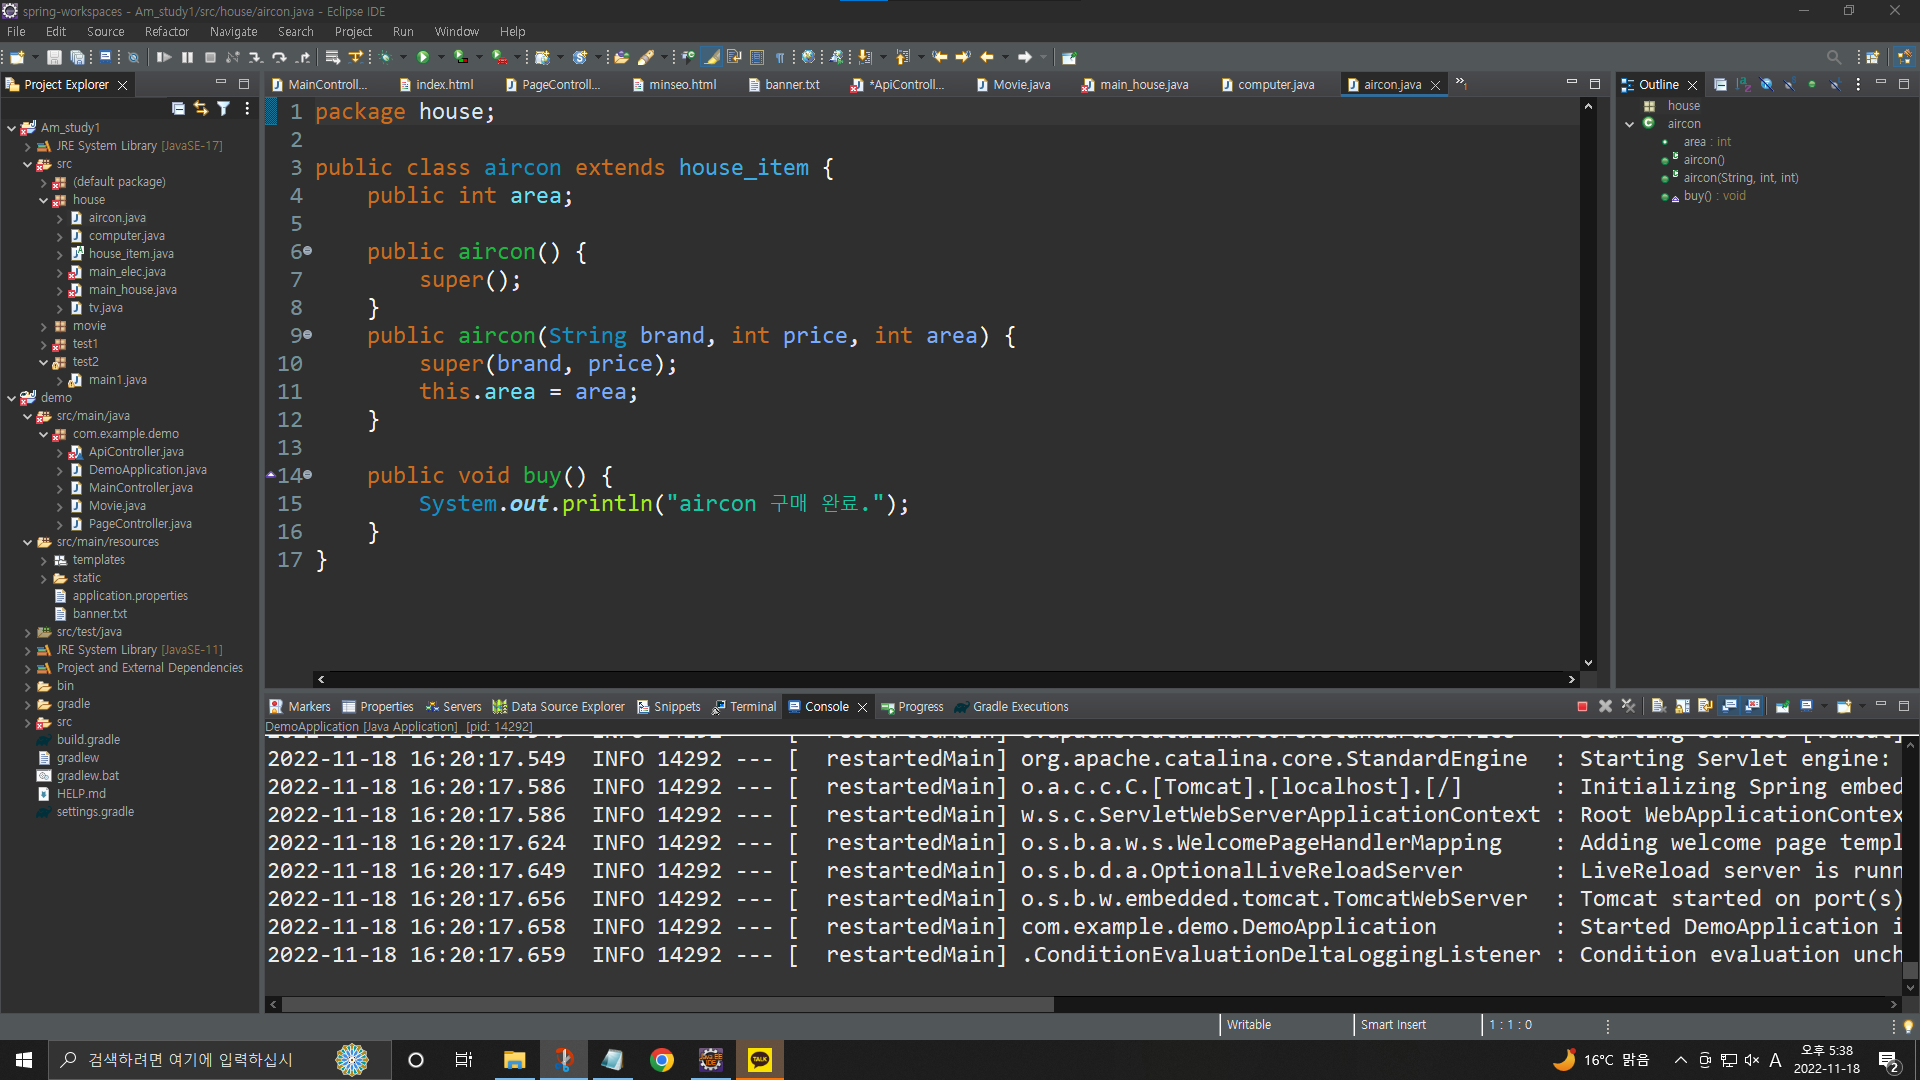 spring-workspaces - Am_study1/src/house/aircon.java - Eclipse IDE
File Edit Source Refactor Navigate Search Project Run Window Help
Project Explorer
Am_study1
JRE System Library [JavaSE-17]
src
(default package)
house
aircon.java
computer.java
house_item.java
main_elec.java
main_house.java
tv.java
movie
test1
test2
main1.java
demo
src/main/java
com.example.demo
ApiController.java
DemoApplication.java
MainController.java
Movie.java
PageController.java
src/main/resources
templates
static
application.properties
banner.txt
src/test/java
JRE System Library [JavaSE-11]
Project and External Dependencies
bin
gradle
src
build.gradle
gradlew
gradlew.bat
HELP.md
settings.gradle
MainControll... index.html PageControll... minseo.html banner.txt *ApiControll... Movie.java main_house.java computer.java aircon.java
1 package house;
2
3 public class aircon extends house_item {
4 public int area;
5
6 public aircon() {
7 super();
8 }
9 public aircon(String brand, int price, int area) {
10 super(brand, price);
11 this.area = area;
12 }
13
14 public void buy() {
15 System.out.println("aircon 구매 완료.");
16 }
17 }
Outline
house
aircon
area : int
aircon()
aircon(String, int, int)
buy() : void
Markers Properties Servers Data Source Explorer Snippets Terminal Console Progress Gradle Executions
DemoApplication [Java Application] [pid: 14292]
2022-11-18 16:20:17.549 INFO 14292 --- [ restartedMain] org.apache.catalina.core.StandardEngine : Starting Servlet engine:
2022-11-18 16:20:17.586 INFO 14292 --- [ restartedMain] o.a.c.c.C.[Tomcat].[localhost].[/] : Initializing Spring embed
2022-11-18 16:20:17.586 INFO 14292 --- [ restartedMain] w.s.c.ServletWebServerApplicationContext : Root WebApplicationContex
2022-11-18 16:20:17.624 INFO 14292 --- [ restartedMain] o.s.b.a.w.s.WelcomePageHandlerMapping : Adding welcome page templ
2022-11-18 16:20:17.649 INFO 14292 --- [ restartedMain] o.s.b.d.a.OptionalLiveReloadServer : LiveReload server is runn
2022-11-18 16:20:17.656 INFO 14292 --- [ restartedMain] o.s.b.w.embedded.tomcat.TomcatWebServer : Tomcat started on port(s)
2022-11-18 16:20:17.658 INFO 14292 --- [ restartedMain] com.example.demo.DemoApplication : Started DemoApplication i
2022-11-18 16:20:17.659 INFO 14292 --- [ restartedMain] .ConditionEvaluationDeltaLoggingListener : Condition evaluation unch
Writable Smart Insert 1 : 1 : 0
검색하려면 여기에 입력하십시
TALK
16°C 맑음
A
오후 5:38
2022-11-18
2